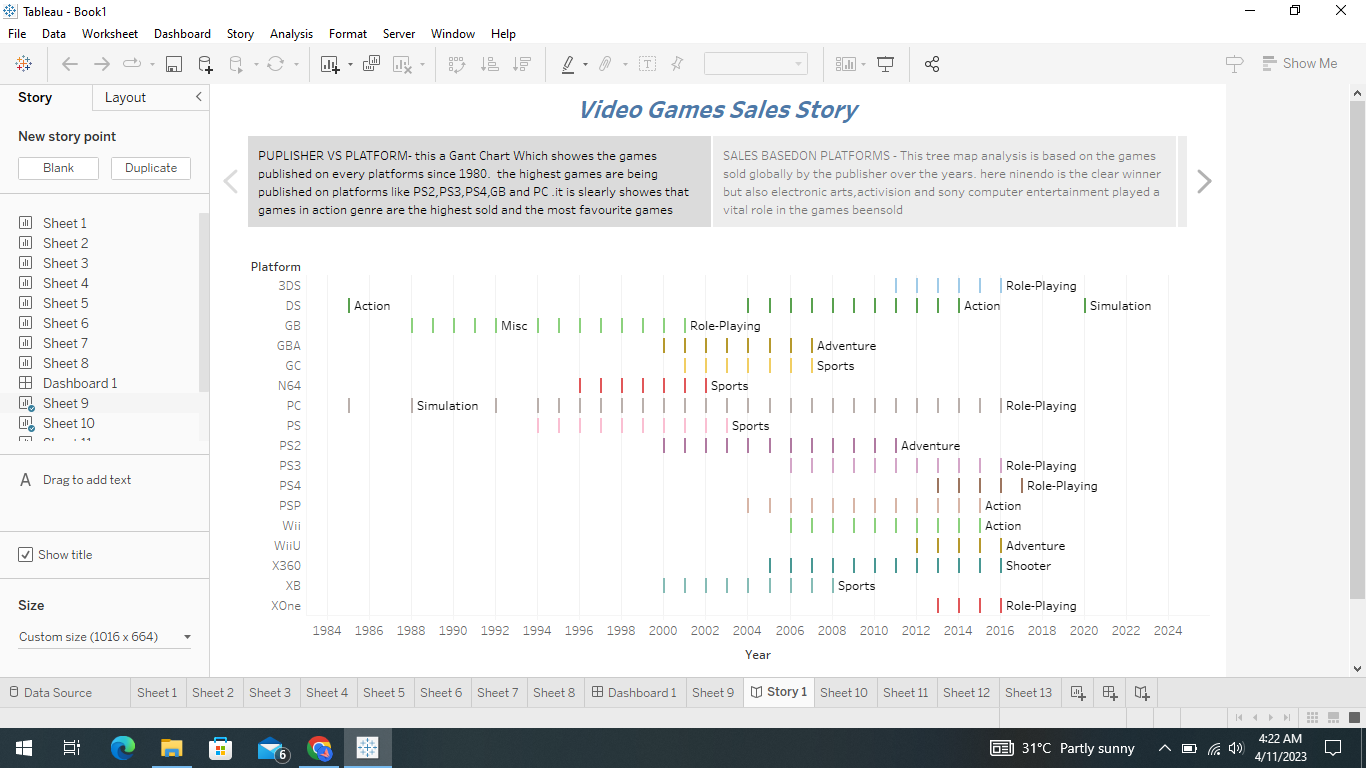 Tableau - Book1
File Data Worksheet Dashboard Story Analysis Format Server Window Help
Show Me
Story Layout
New story point
Blank Duplicate
Sheet 1
Sheet 2
Sheet 3
Sheet 4
Sheet 5
Sheet 6
Sheet 7
Sheet 8
Dashboard 1
Sheet 9
Sheet 10
A Drag to add text
Show title
Size
Custom size (1016 x 664)
Video Games Sales Story
PUPLISHER VS PLATFORM- this a Gant Chart Which showes the games
published on every platforms since 1980. the highest games are being
published on platforms like PS2,PS3,PS4,GB and PC .it is slearly showes that
games in action genre are the highest sold and the most favourite games
SALES BASEDON PLATFORMS - This tree map analysis is based on the games
sold globally by the publisher over the years. here ninendo is the clear winner
but also electronic arts,activision and sony computer entertainment played a
vital role in the games beensold
Platform
3DS Role-Playing
DS Action Action Simulation
GB Misc Role-Playing
GBA Adventure
GC Sports
N64 Sports
PC Simulation Role-Playing
PS Sports
PS2 Adventure
PS3 Role-Playing
PS4 Role-Playing
PSP Action
Wii Action
WiiU Adventure
X360 Shooter
XB Sports
XOne Role-Playing
1984 1986 1988 1990 1992 1994 1996 1998 2000 2002 2004 2006 2008 2010 2012 2014 2016 2018 2020 2022 2024
Year
Data Source Sheet 1 Sheet 2 Sheet 3 Sheet 4 Sheet 5 Sheet 6 Sheet 7 Sheet 8 Dashboard 1 Sheet 9 Story 1 Sheet 10 Sheet 11 Sheet 12 Sheet 13
6
31°C Partly sunny
4:22 AM
4/11/2023